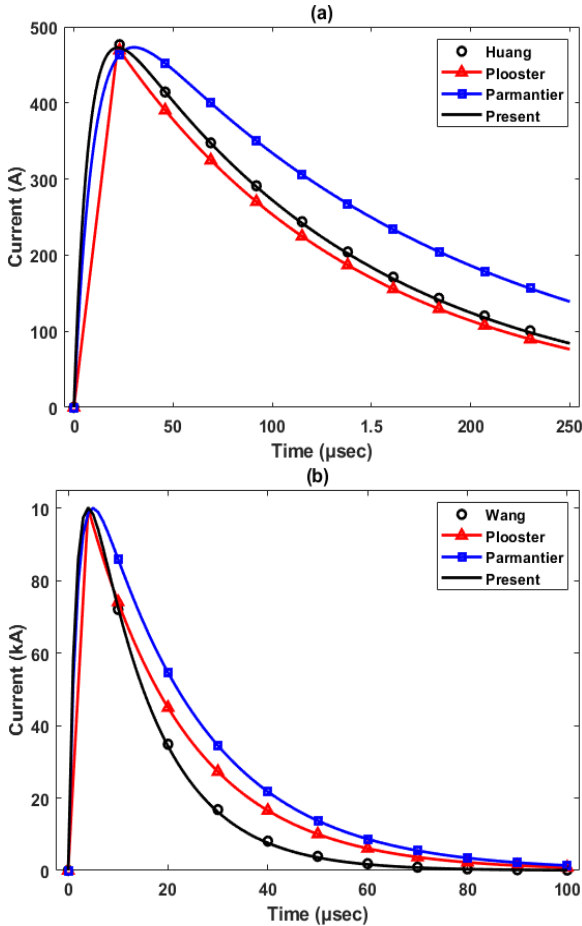 (a)
500
400
300
200
100
0
Current (A)
Huang
Plooster
Parmantier
Present
0 50 100 1.5 200 250
Time (µsec)
(b)
10
80
60
40
20
0
Current (kA)
Wang
Plooster
Parmantier
Present
0 20 40 60 80 100
Time (µsec)